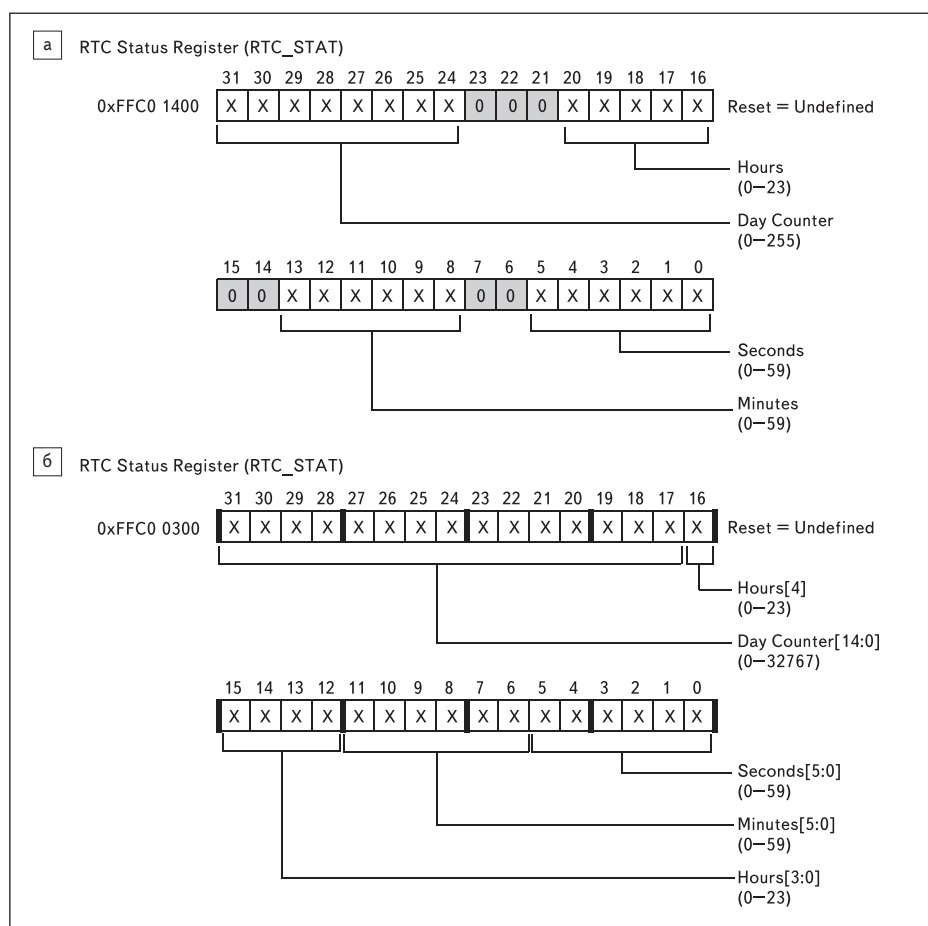 а RTC Status Register (RTC_STAT)
31 30 29 28 27 26 25 24 23 22 21 20 19 18 17 16
0xFFC0 1400 X X X X X X X X 0 0 0 X X X X X Reset = Undefined
Hours
(0—23)
Day Counter
(0—255)
15 14 13 12 11 10 9 8 7 6 5 4 3 2 1 0
0 0 X X X X X X 0 0 X X X X X X
Seconds
(0—59)
Minutes
(0—59)
б RTC Status Register (RTC_STAT)
31 30 29 28 27 26 25 24 23 22 21 20 19 18 17 16
0xFFC0 0300 X X X X X X X X X X X X X X X X Reset = Undefined
Hours[4]
(0—23)
Day Counter[14:0]
(0—32767)
15 14 13 12 11 10 9 8 7 6 5 4 3 2 1 0
X X X X X X X X X X X X X X X X
Seconds[5:0]
(0—59)
Minutes[5:0]
(0—59)
Hours[3:0]
(0—23)